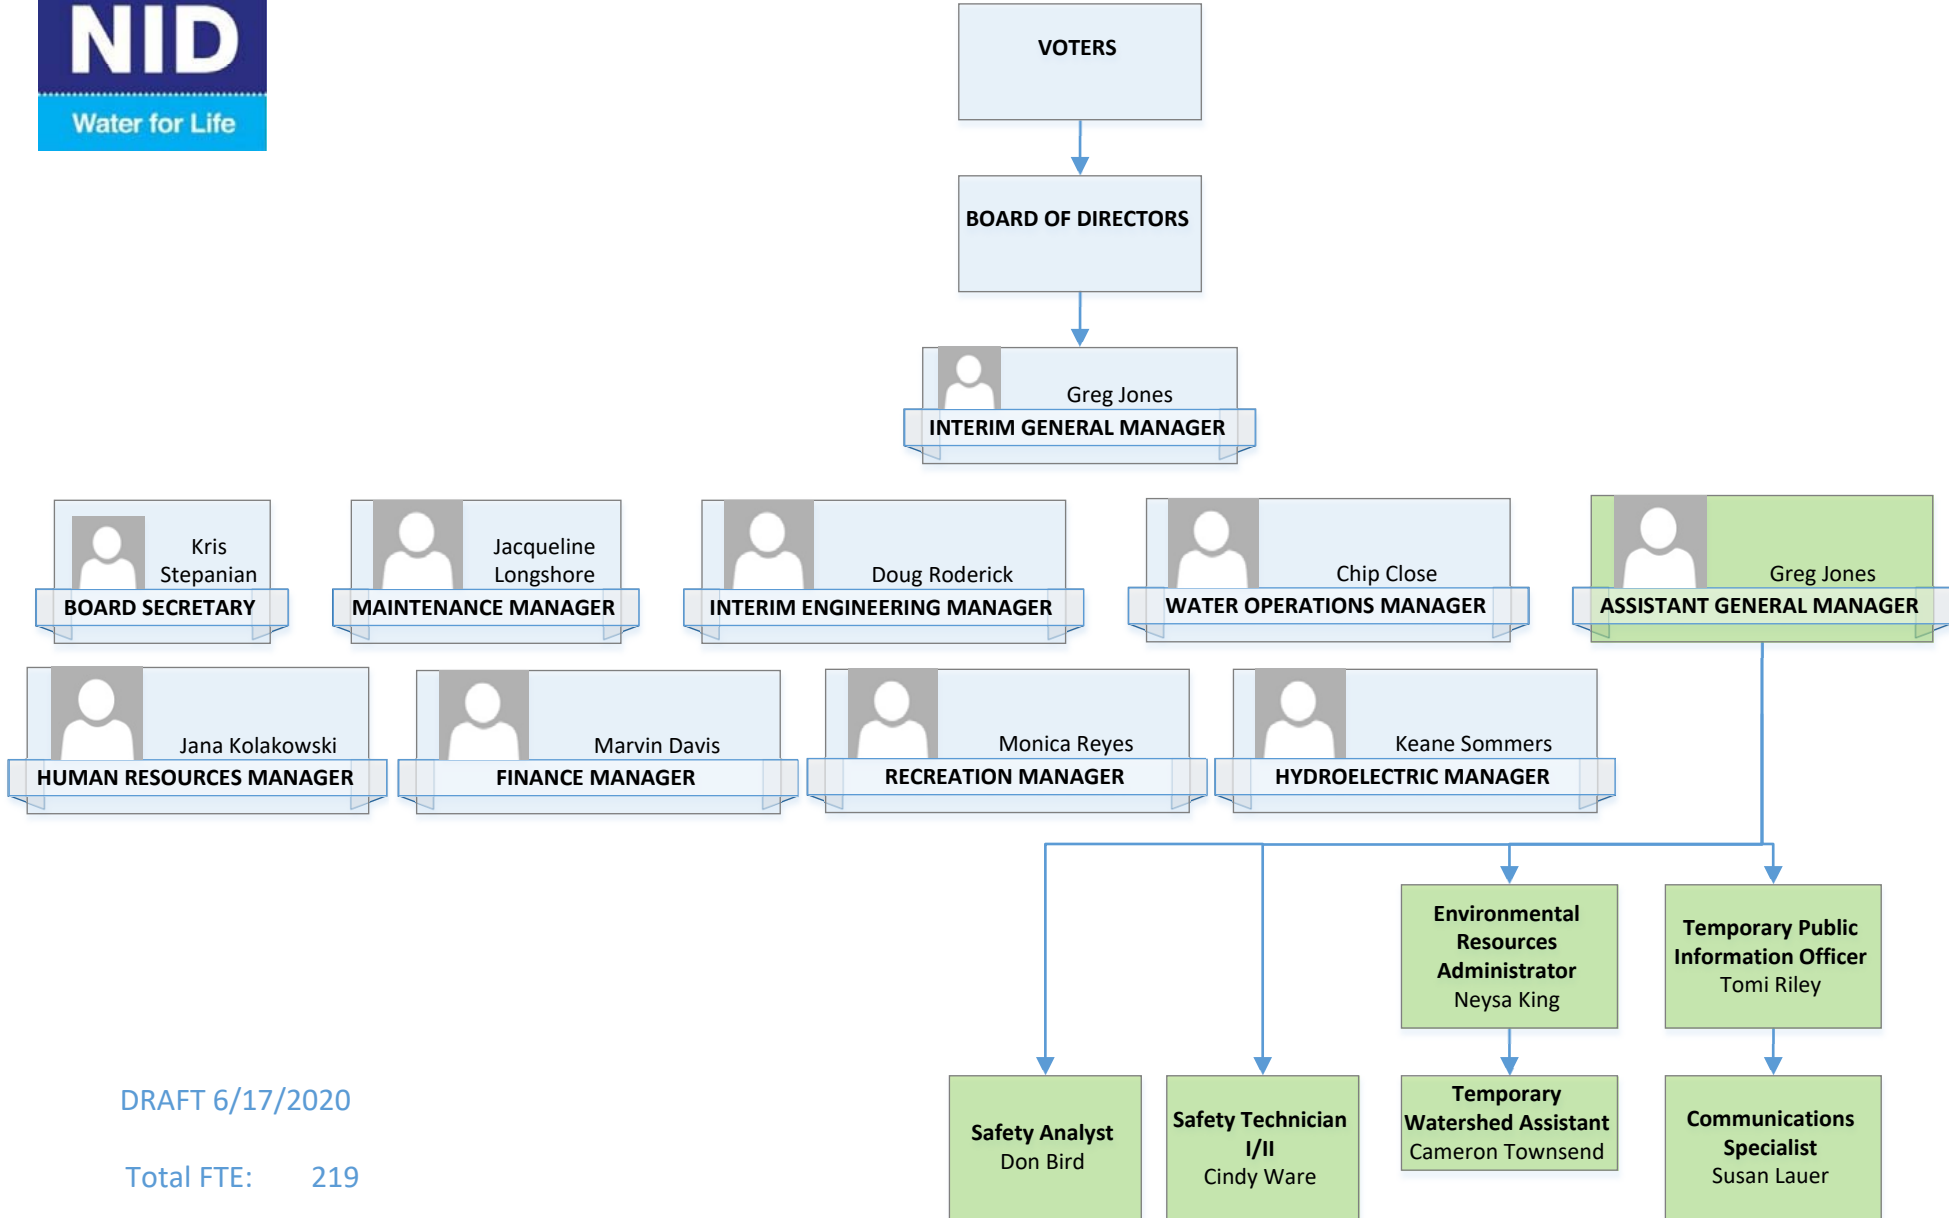 NID
Water for Life
VOTERS
BOARD OF DIRECTORS
Greg Jones
INTERIM GENERAL MANAGER
Kris
Stepanian
BOARD SECRETARY
Jacqueline
Longshore
MAINTENANCE MANAGER
Doug Roderick
INTERIM ENGINEERING MANAGER
Chip Close
WATER OPERATIONS MANAGER
Greg Jones
ASSISTANT GENERAL MANAGER
Jana Kolakowski
HUMAN RESOURCES MANAGER
Marvin Davis
FINANCE MANAGER
Monica Reyes
RECREATION MANAGER
Keane Sommers
HYDROELECTRIC MANAGER
Environmental
Resources
Administrator
Neysa King
Temporary Public
Information Officer
Tomi Riley
Safety Analyst
Don Bird
Safety Technician
I/II
Cindy Ware
Temporary
Watershed Assistant
Cameron Townsend
Communications
Specialist
Susan Lauer
DRAFT 6/17/2020
Total FTE: 219